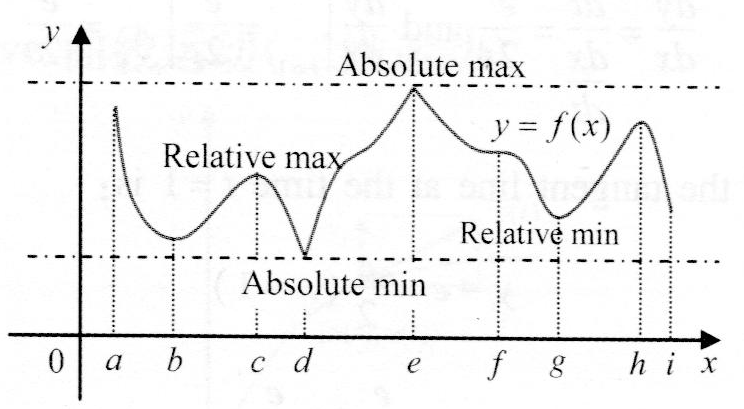 y
Absolute max
y = f(x)
Relative max
Relative min
Absolute min
0 a b c d e f g h i x